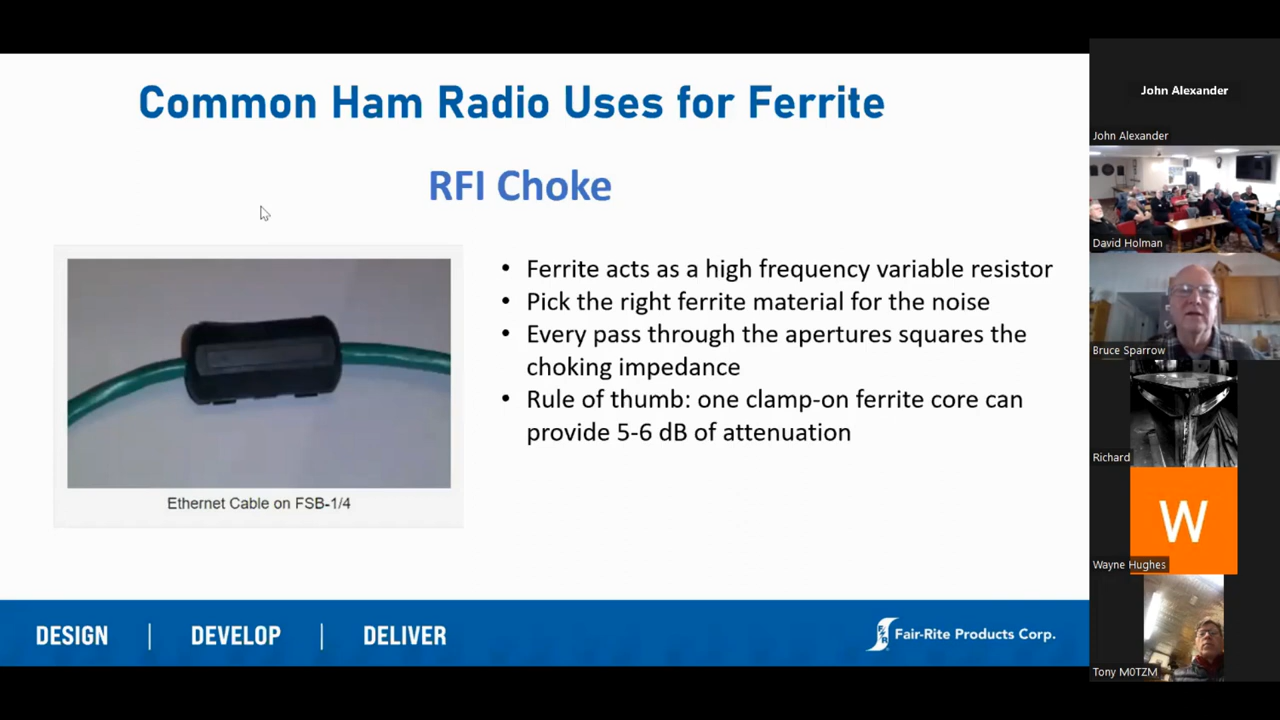 Common Ham Radio Uses for Ferrite
RFI Choke
• Ferrite acts as a high frequency variable resistor
• Pick the right ferrite material for the noise
• Every pass through the apertures squares the
choking impedance
• Rule of thumb: one clamp-on ferrite core can
provide 5-6 dB of attenuation
Ethernet Cable on FSB-1/4
DESIGN | DEVELOP | DELIVER
Fair-Rite Products Corp.
John Alexander
John Alexander
David Holman
Bruce Sparrow
Richard
W
Wayne Hughes
Tony M0TZM